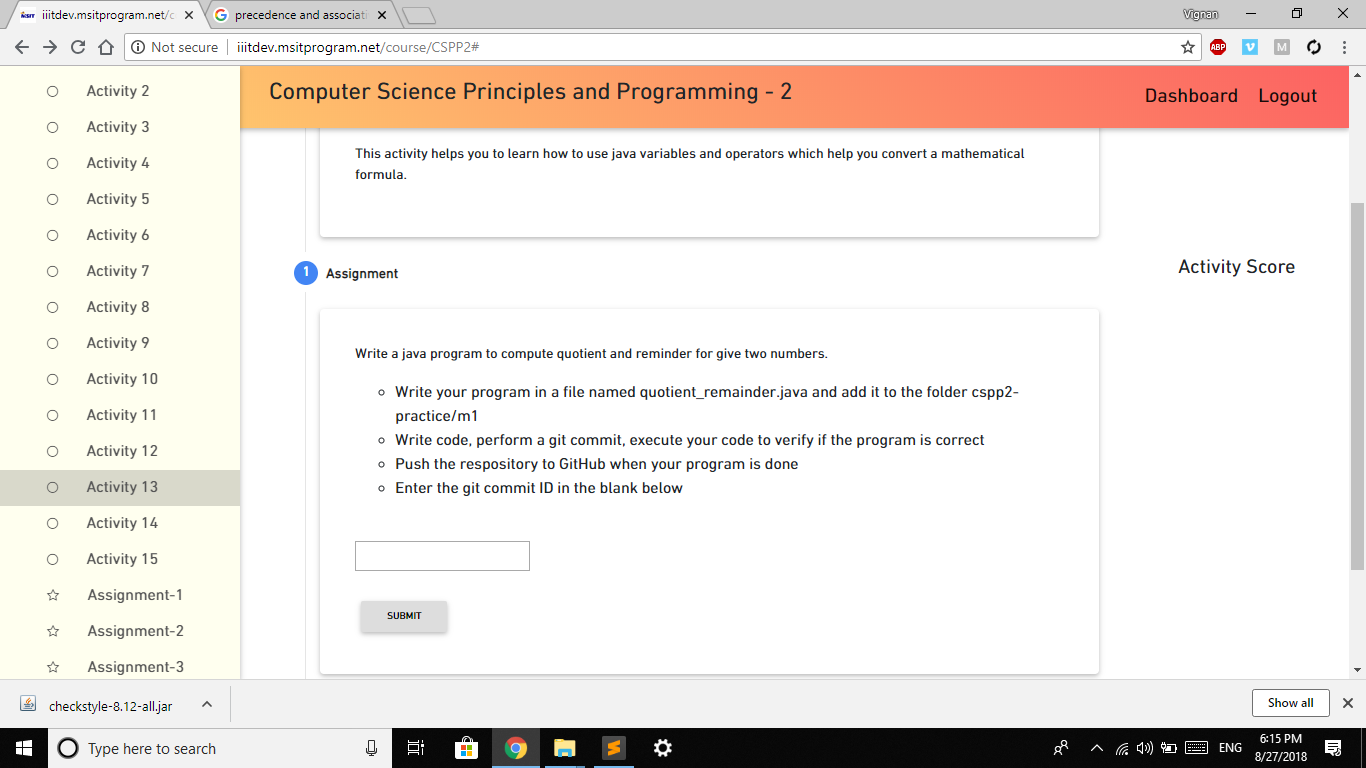 iiitdev.msitprogram.net/c
precedence and associati
Vignan
Not secure
iiitdev.msitprogram.net/course/CSPP2#
ABP
Computer Science Principles and Programming - 2
Dashboard
Logout
Activity 2
Activity 3
Activity 4
Activity 5
Activity 6
Activity 7
Activity 8
Activity 9
Activity 10
Activity 11
Activity 12
Activity 13
Activity 14
Activity 15
Assignment-1
Assignment-2
Assignment-3
This activity helps you to learn how to use java variables and operators which help you convert a mathematical
formula.
1 Assignment
Activity Score
Write a java program to compute quotient and reminder for give two numbers.
Write your program in a file named quotient_remainder.java and add it to the folder cspp2-
practice/m1
Write code, perform a git commit, execute your code to verify if the program is correct
Push the respository to GitHub when your program is done
Enter the git commit ID in the blank below
SUBMIT
checkstyle-8.12-all.jar
Show all
Type here to search
ENG
6:15 PM
8/27/2018